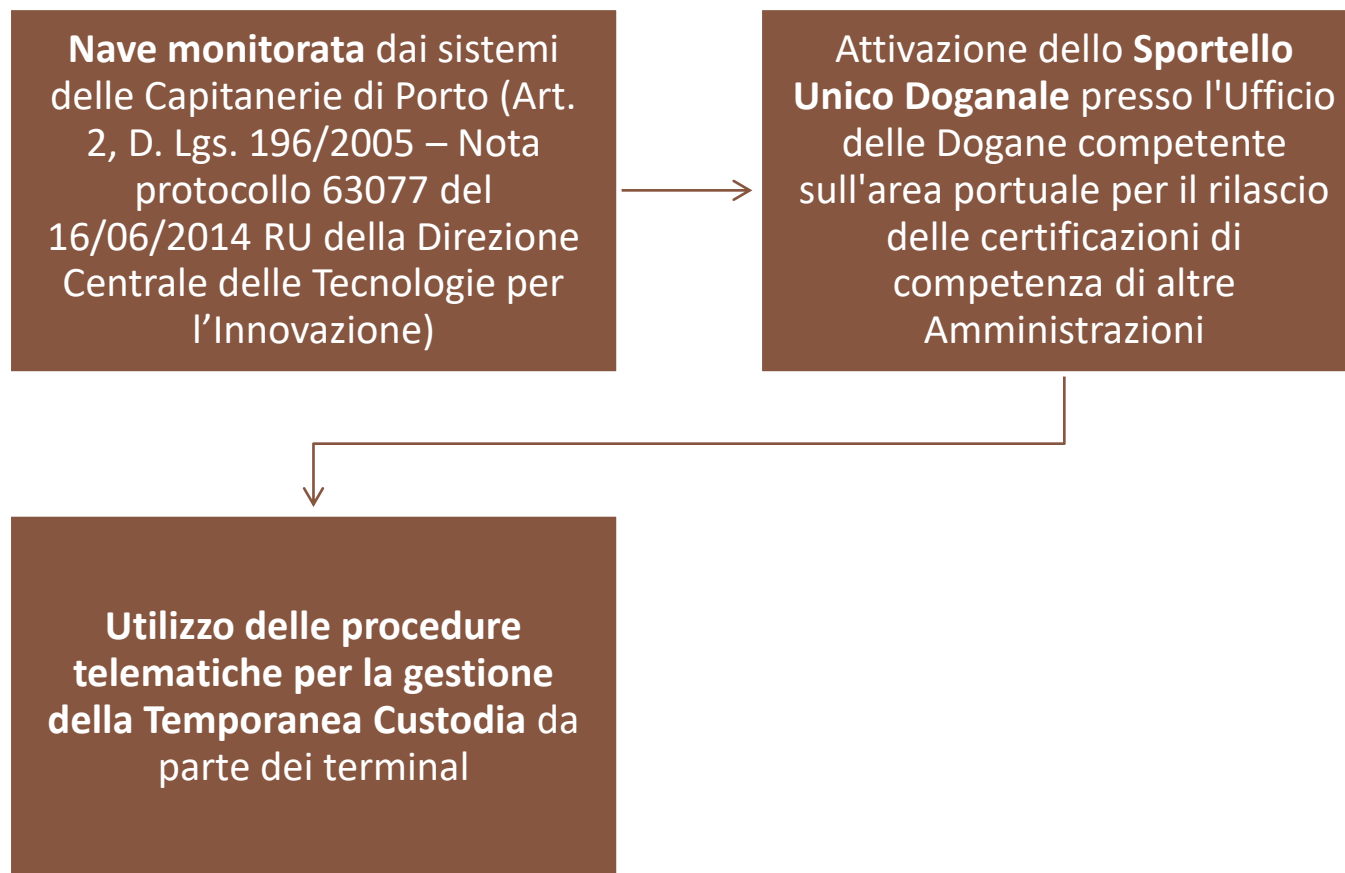 Nave monitorata dai sistemi
delle Capitanerie di Porto (Art.
2, D. Lgs. 196/2005 – Nota
protocollo 63077 del
16/06/2014 RU della Direzione
Centrale delle Tecnologie per
l’Innovazione)
Attivazione dello Sportello
Unico Doganale presso l'Ufficio
delle Dogane competente
sull'area portuale per il rilascio
delle certificazioni di
competenza di altre
Amministrazioni
Utilizzo delle procedure
telematiche per la gestione
della Temporanea Custodia da
parte dei terminal